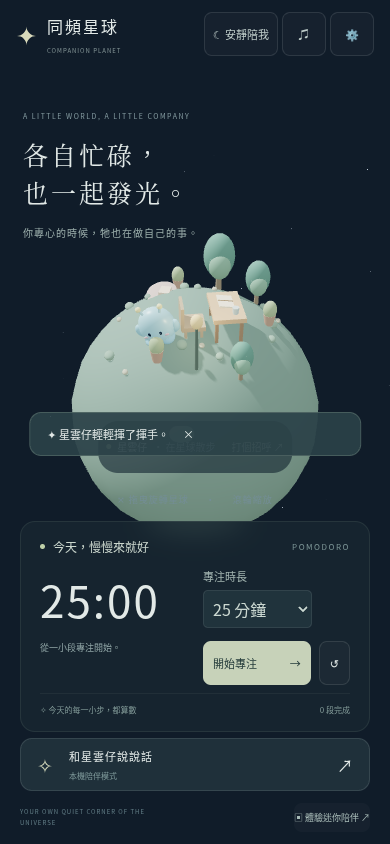 同頻星球
COMPANION PLANET
☾ 安靜陪我
A LITTLE WORLD, A LITTLE COMPANY
各自忙碌，
也一起發光。
你專心的時候，牠也在做自己的事。
✦ 星雲仔輕輕揮了揮手。 ×
今天，慢慢來就好
POMODORO
25:00
從一小段專注開始。
專注時長
25 分鐘
開始專注 →
↺
✧ 今天的每一小步，都算數
0 段完成
和星雲仔說說話
本機陪伴模式
↗
YOUR OWN QUIET CORNER OF THE
UNIVERSE
體驗迷你陪伴 ↗